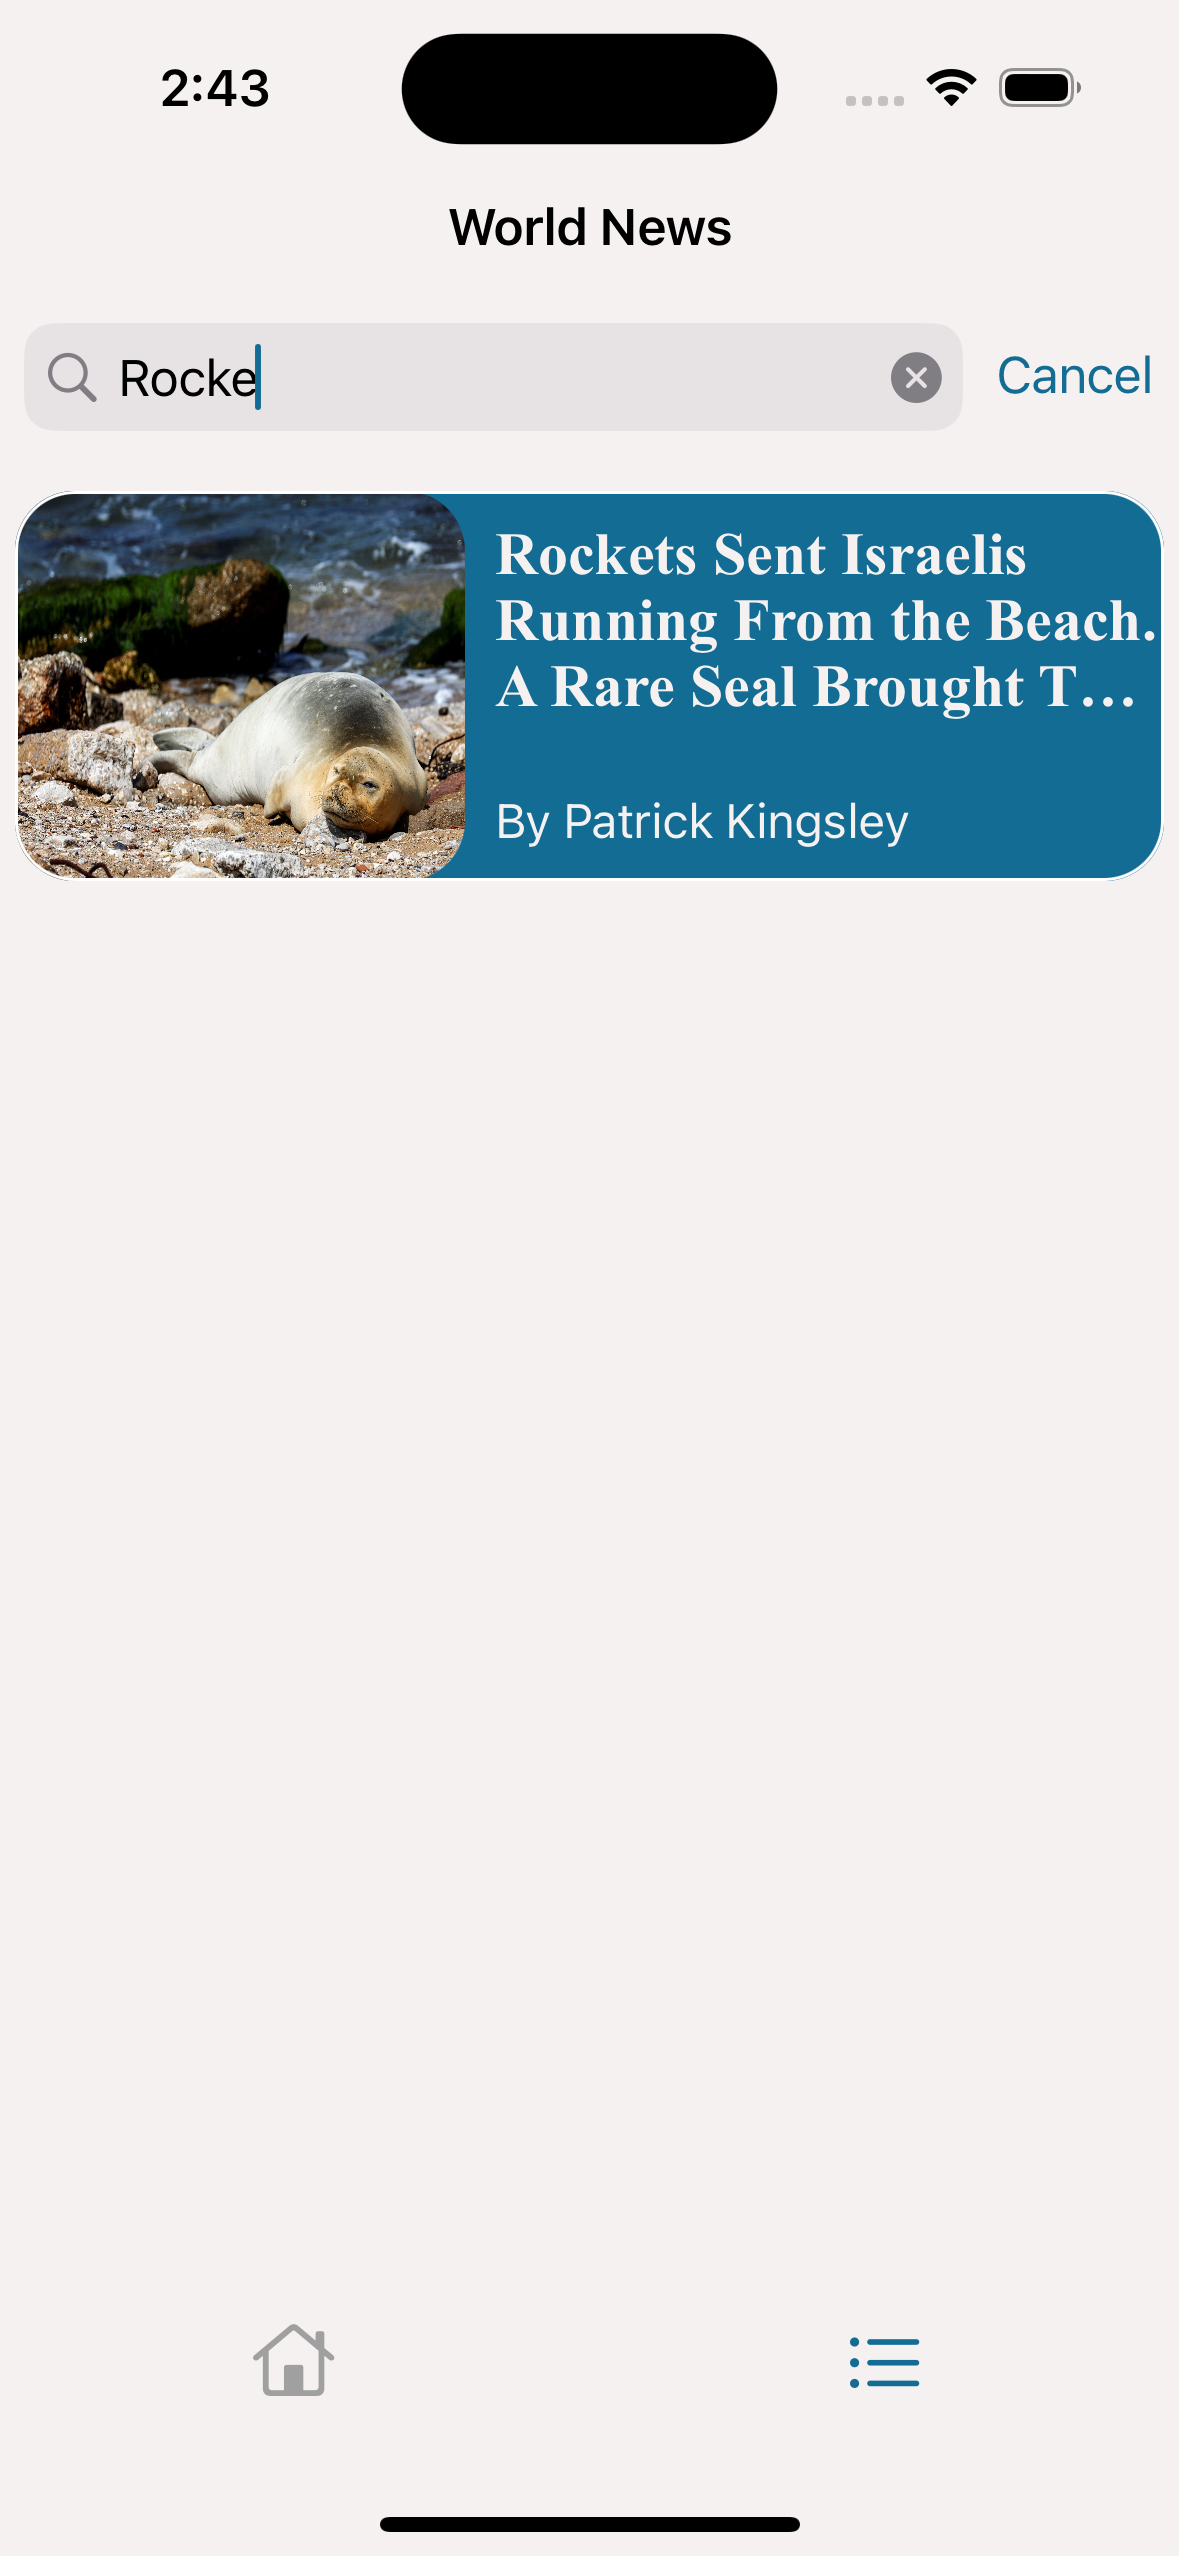 2:43
World News
Rocke
Cancel
Rockets Sent Israelis
Running From the Beach.
A Rare Seal Brought T…
By Patrick Kingsley